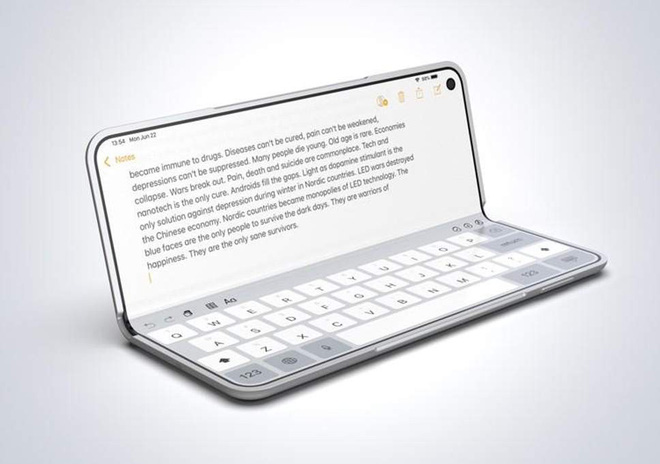 13:54 Mon Jun 22
50%
Notes
became immune to drugs. Diseases can't be cured, pain can't be weakened,
depressions can't be suppressed. Many people die young. Old age is rare. Economies
collapse. Wars break out. Pain, death and suicide are commonplace. Tech and
nanotech is the only cure. Androids fill the gaps. Light as dopamine stimulant is the
only solution against depression during winter in Nordic countries. LED wars destroyed
the Chinese economy. Nordic countries became monopolies of LED technology. The
blue faces are the only people to survive the dark days. They are warriors of
happiness. They are the only sane survivors.
Aa
Q W E R T Y U I O P
A S D F G H J K L return
Z X C V B N M
123 123